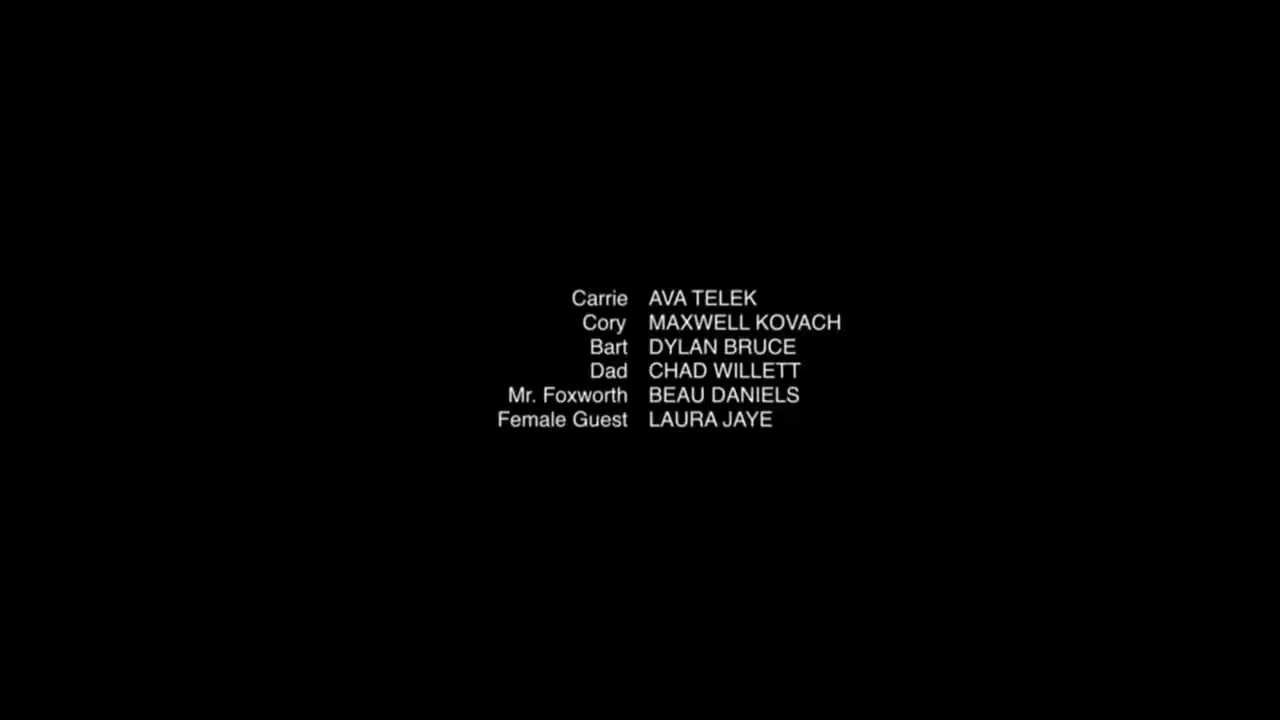 Carrie AVA TELEK
Cory MAXWELL KOVACH
Bart DYLAN BRUCE
Dad CHAD WILLETT
Mr. Foxworth BEAU DANIELS
Female Guest LAURA JAYE